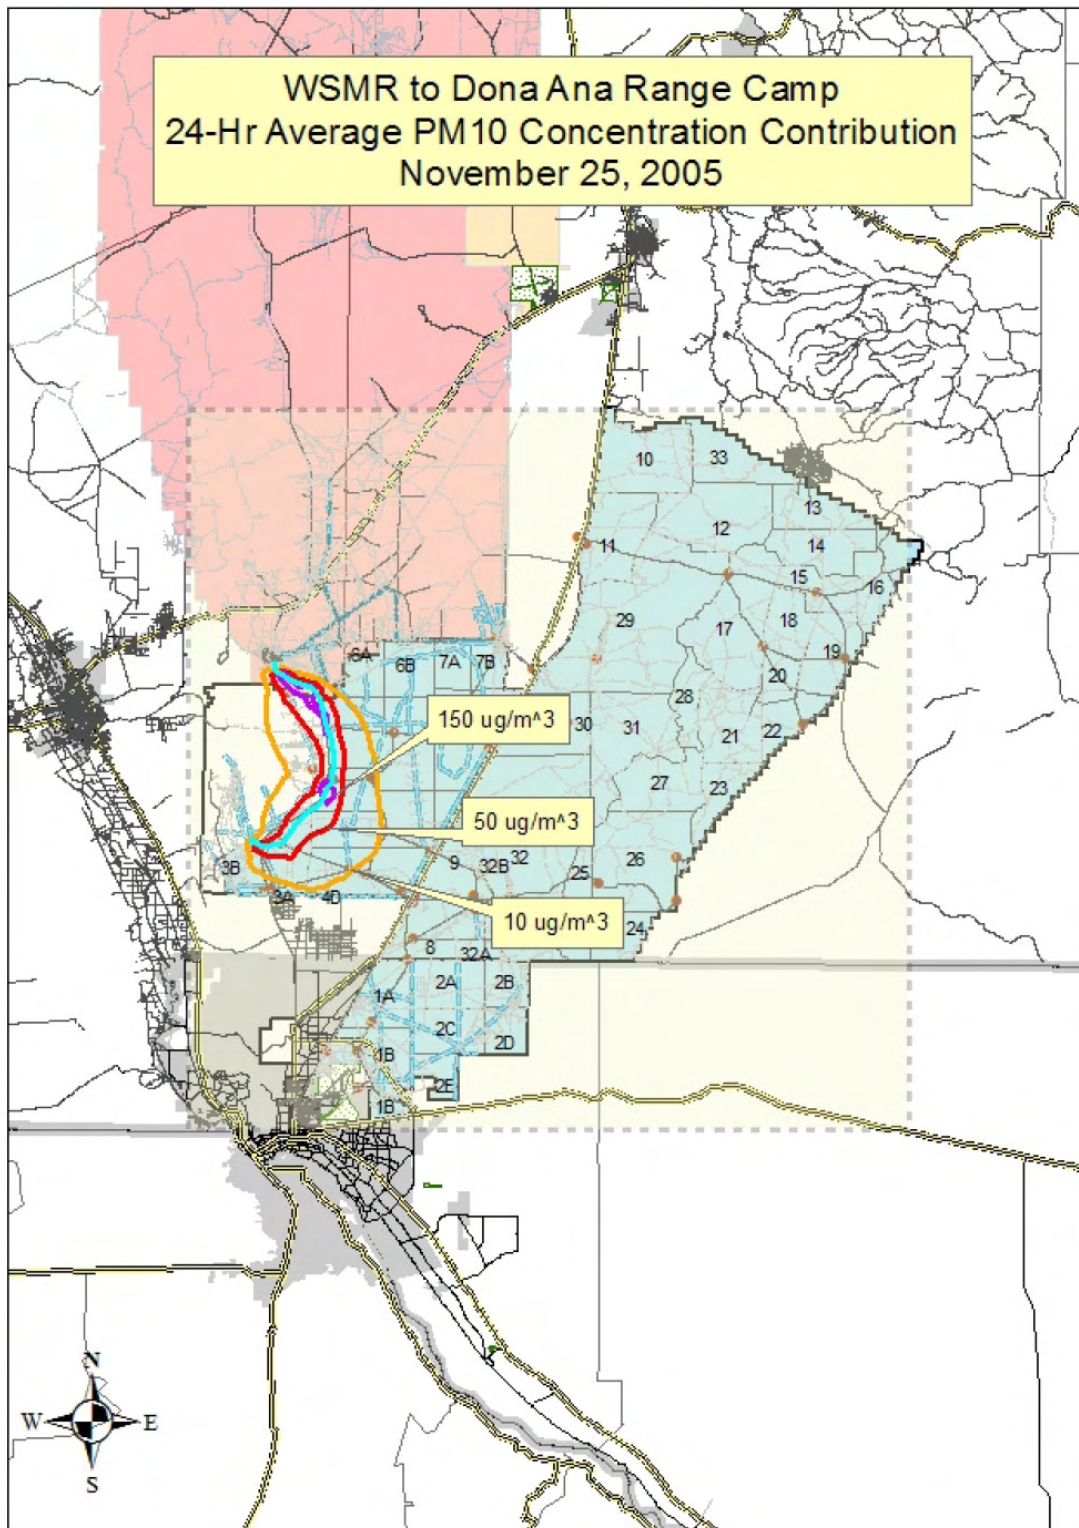 WSMR to Dona Ana Range Camp
24-Hr Average PM10 Concentration Contribution
November 25, 2005
10
33
13
12
11
14
15
16
29
17
18
6A
6B
7A
7B
19
20
28
150 ug/m^3
30
31
21
22
27
23
50 ug/m^3
3B
9
32B
32
25
26
3A
4D
10 ug/m^3
24
8
32A
2A
2B
1A
2C
2D
1B
2E
1B
N
W
E
S